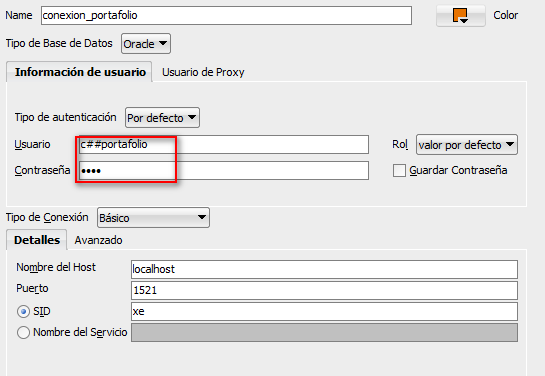 Name conexion_portafolio Color
Tipo de Base de Datos Oracle
Información de usuario Usuario de Proxy
Tipo de autenticación Por defecto
Usuario c##portafolio Rol valor por defecto
Contraseña •••• Guardar Contraseña
Tipo de Conexión Básico
Detalles Avanzado
Nombre del Host localhost
Puerto 1521
SID xe
Nombre del Servicio